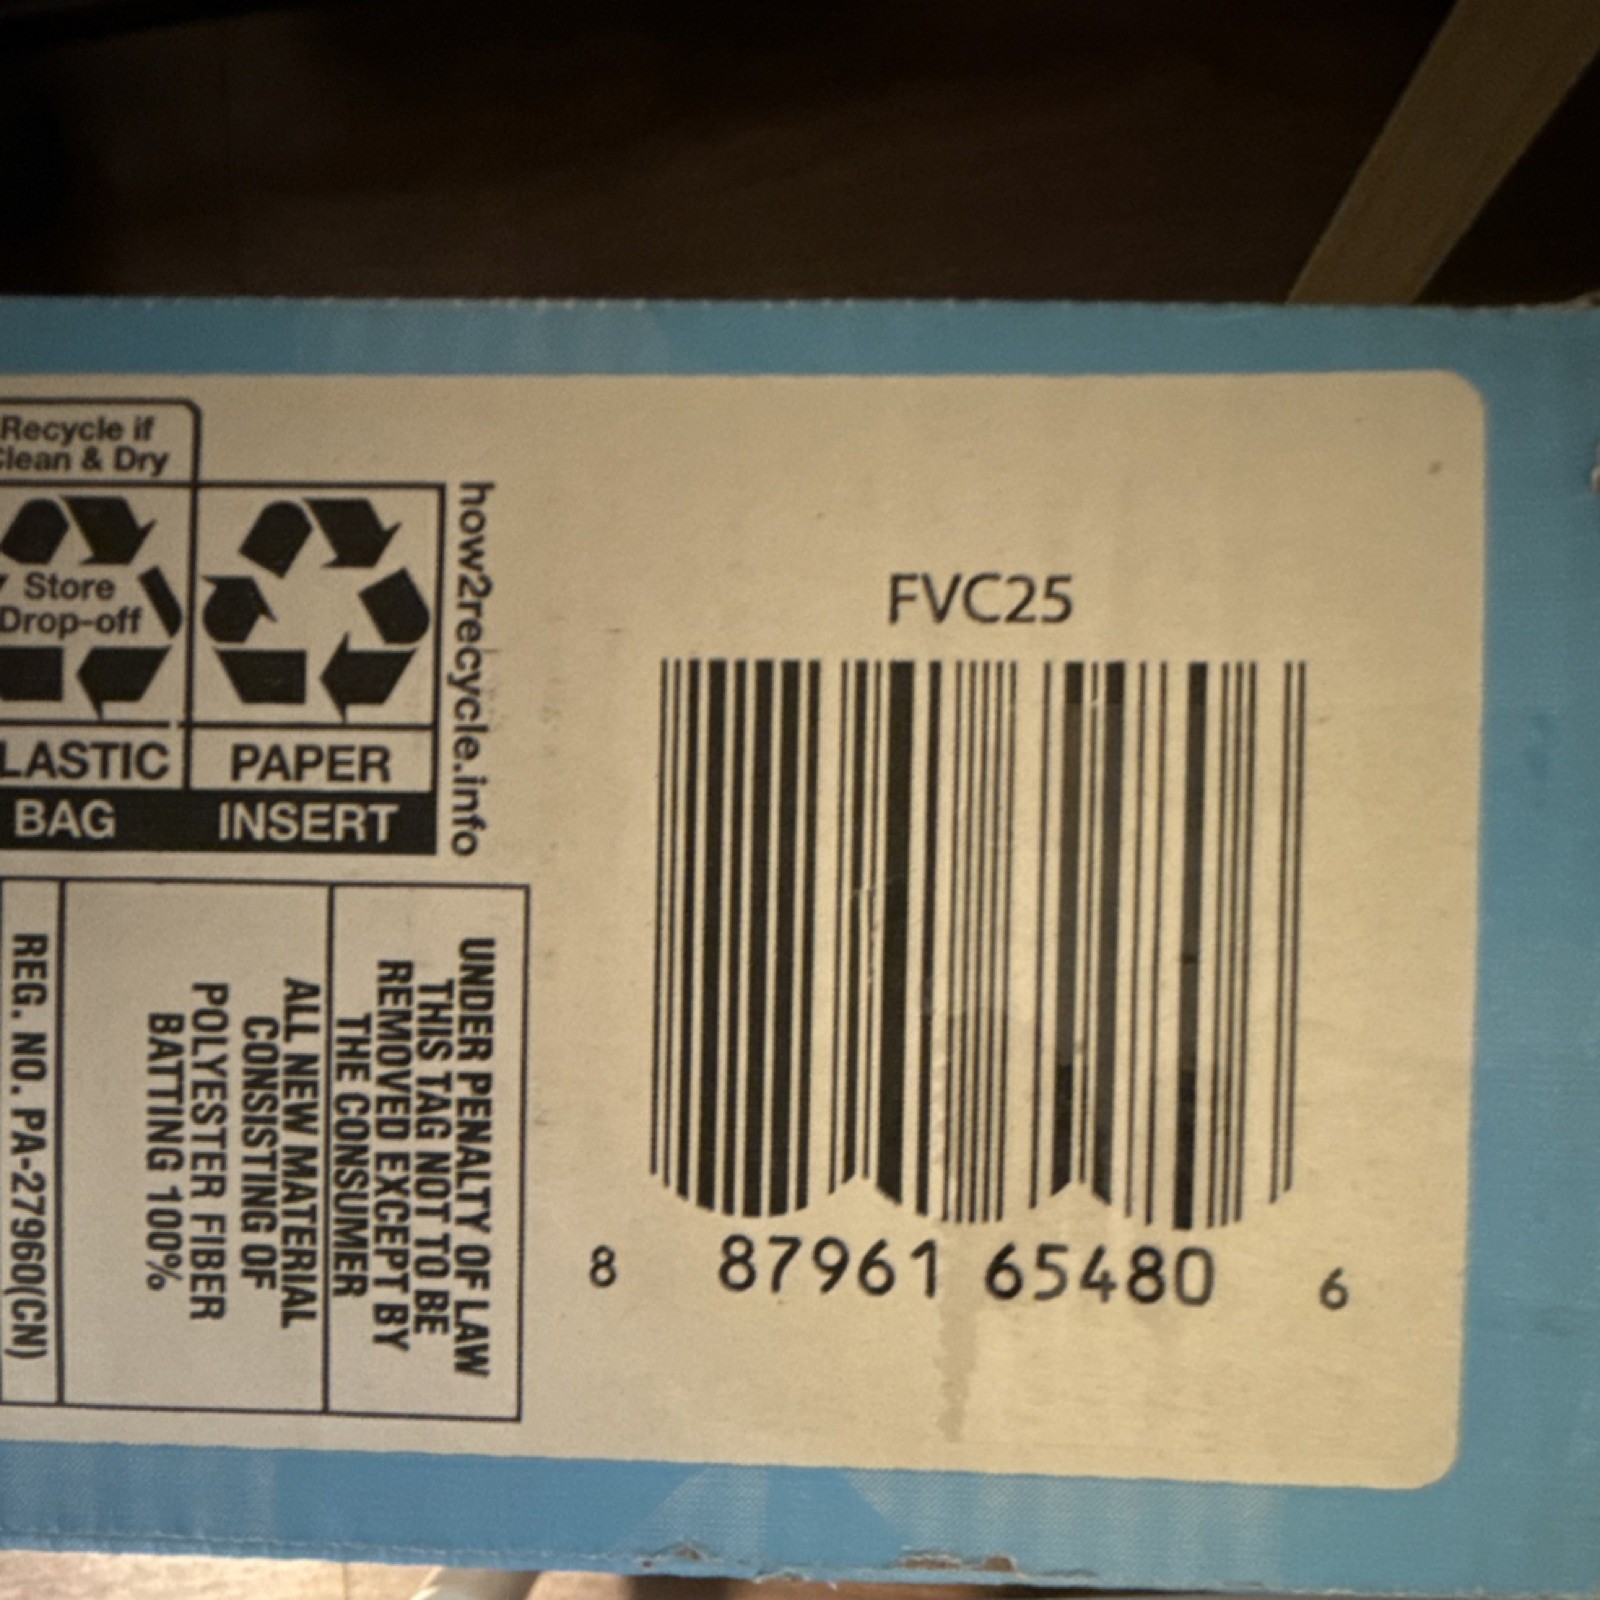 Recycle if
Clean & Dry
Store
Drop-off
PLASTIC
BAG
PAPER
INSERT
how2recycle.info
UNDER PENALTY OF LAW
THIS TAG NOT TO BE
REMOVED EXCEPT BY
THE CONSUMER
ALL NEW MATERIAL
CONSISTING OF
POLYESTER FIBER
BATTING 100%
REG. NO. PA-27960(CN)
FVC25
8 87961 65480 6